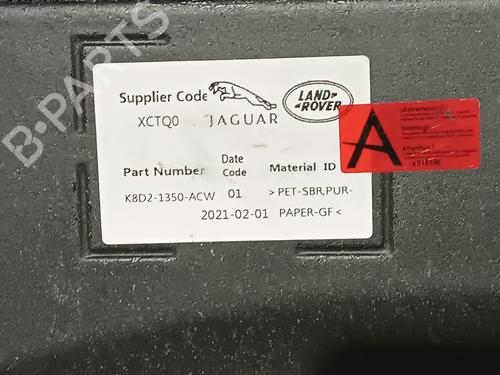 B-PARTS
Supplier Code
XCTQ0
JAGUAR
LAND-
-ROVER
Part Number
Date
Code
Material ID
K8D2-1350-ACW
01
>PET-SBR,PUR-
2021-02-01
PAPER-GF<
A